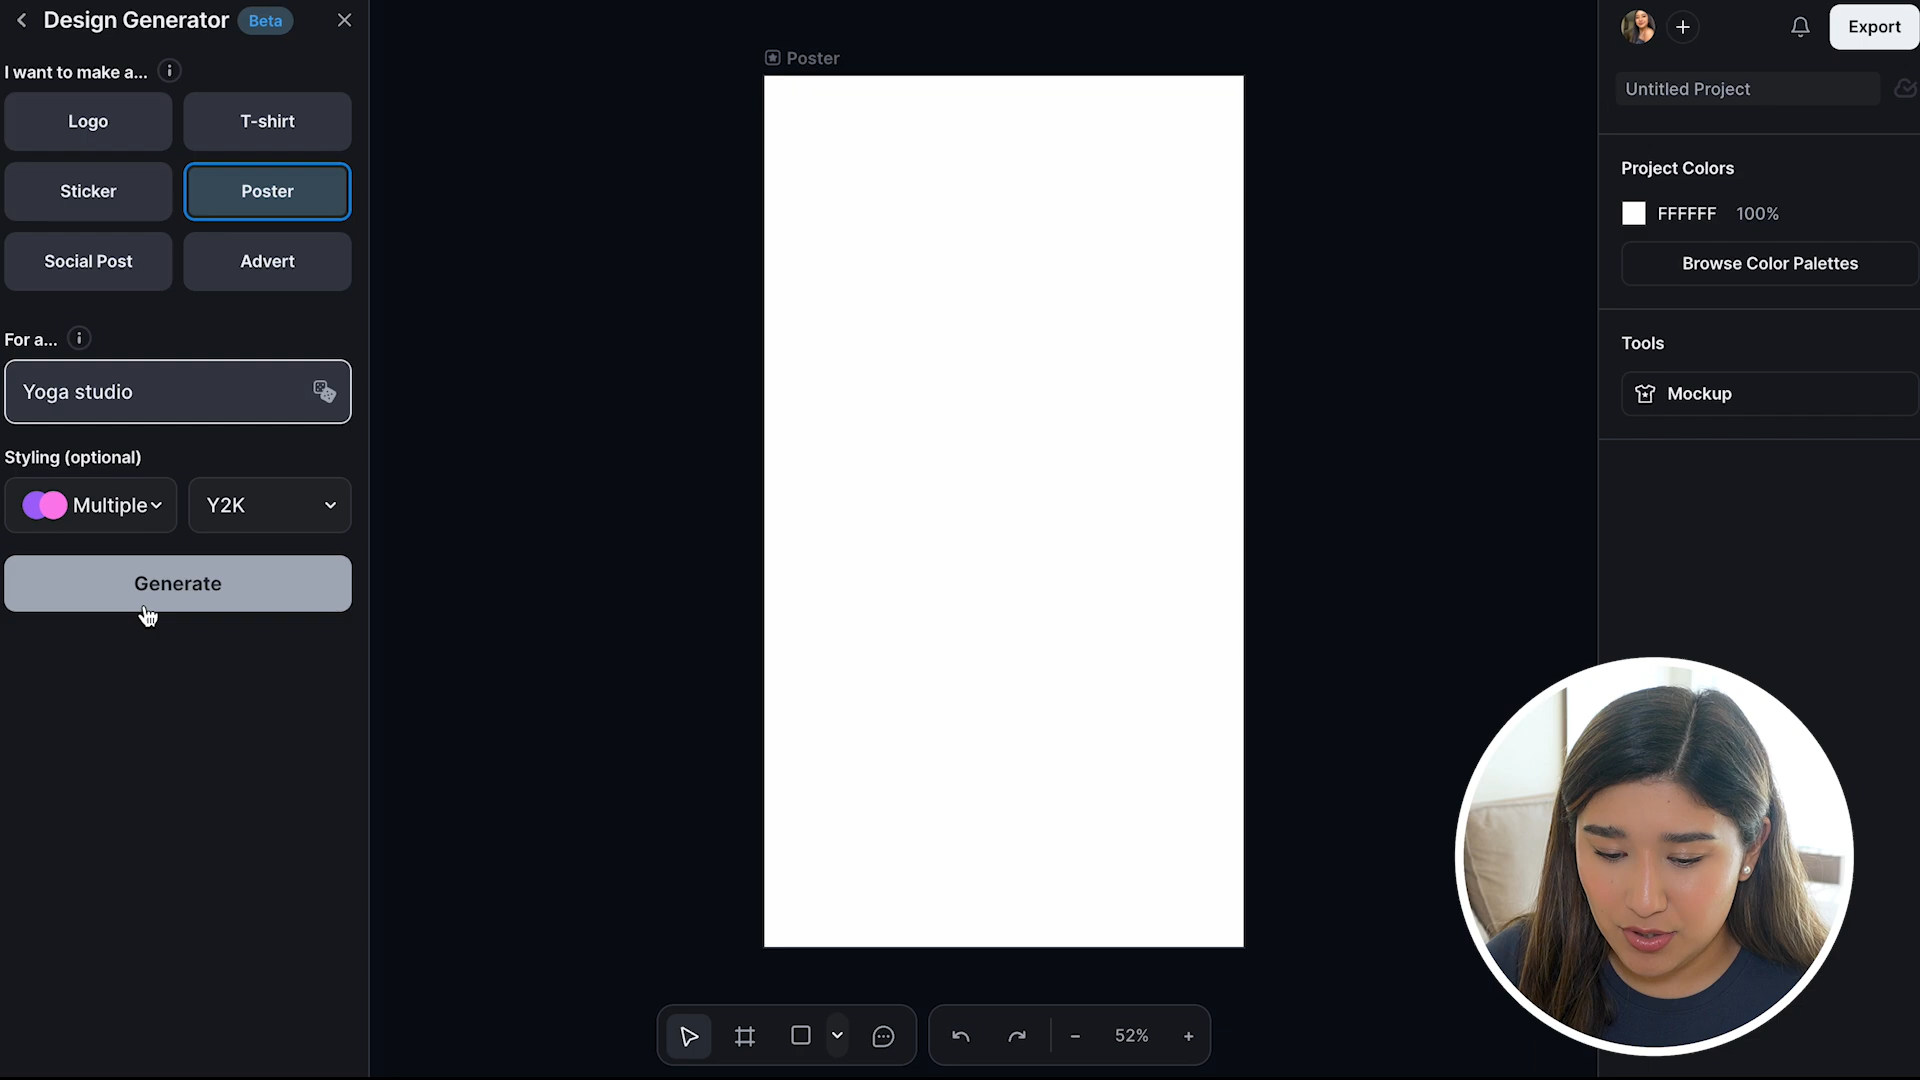 Design Generator Beta
I want to make a...
Logo
T-shirt
Sticker
Poster
Social Post
Advert
For a...
Yoga studio
Styling (optional)
Multiple
Y2K
Generate
Poster
52%
Export
Untitled Project
Project Colors
FFFFFF 100%
Browse Color Palettes
Tools
Mockup